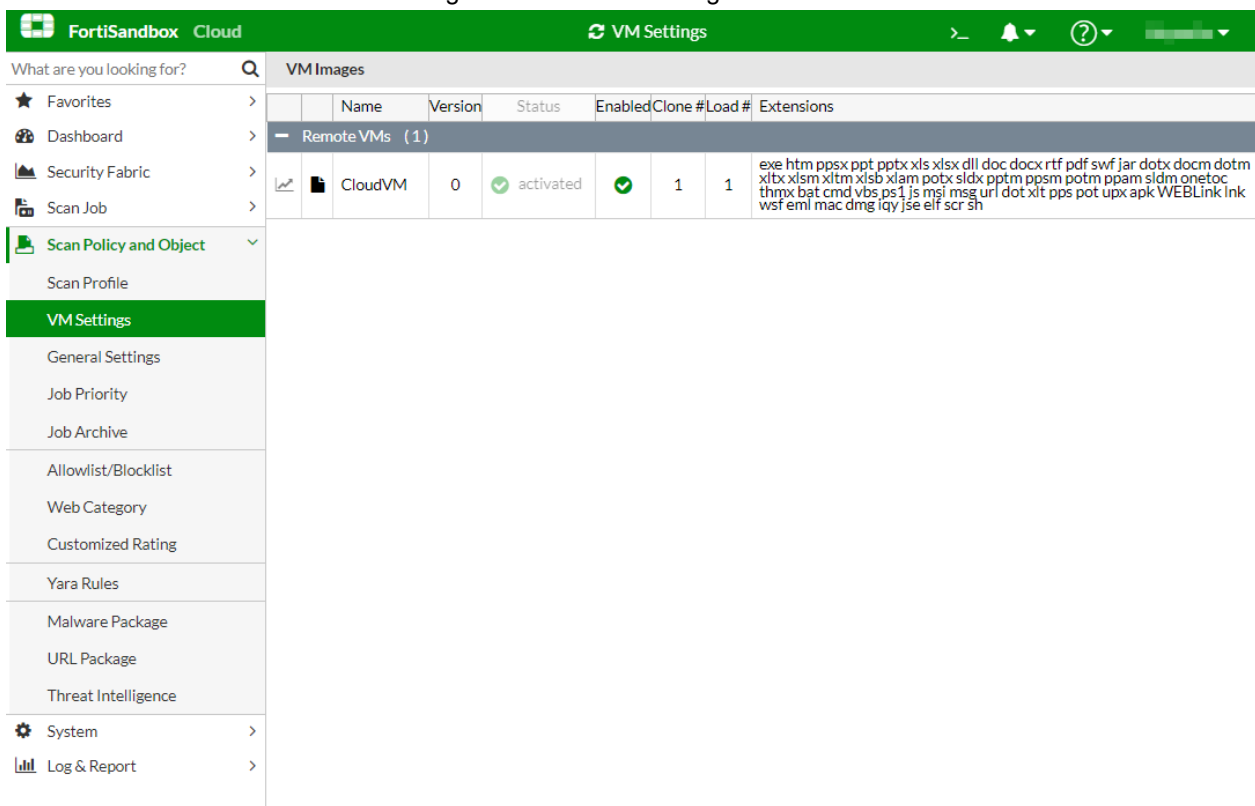 FortiSandbox Cloud
VM Settings
>_
What are you looking for?
VM Images
Favorites
Dashboard
Security Fabric
Scan Job
Scan Policy and Object
Scan Profile
VM Settings
General Settings
Job Priority
Job Archive
Allowlist/Blocklist
Web Category
Customized Rating
Yara Rules
Malware Package
URL Package
Threat Intelligence
System
Log & Report
Name Version Status Enabled Clone # Load # Extensions
Remote VMs (1)
CloudVM 0 activated 1 1
exe htm ppsx ppt pptx xls xlsx dll doc docx rtf pdf swf jar dotx docm dotm
xltx xlsm xltm xlsb xlam potx sldx pptm ppsm potm ppam sldm onetoc
thmx bat cmd vbs ps1 js msi msg url dot xlt pps pot upx apk WEBLink lnk
wsf eml mac dmg iqy jse elf scr sh